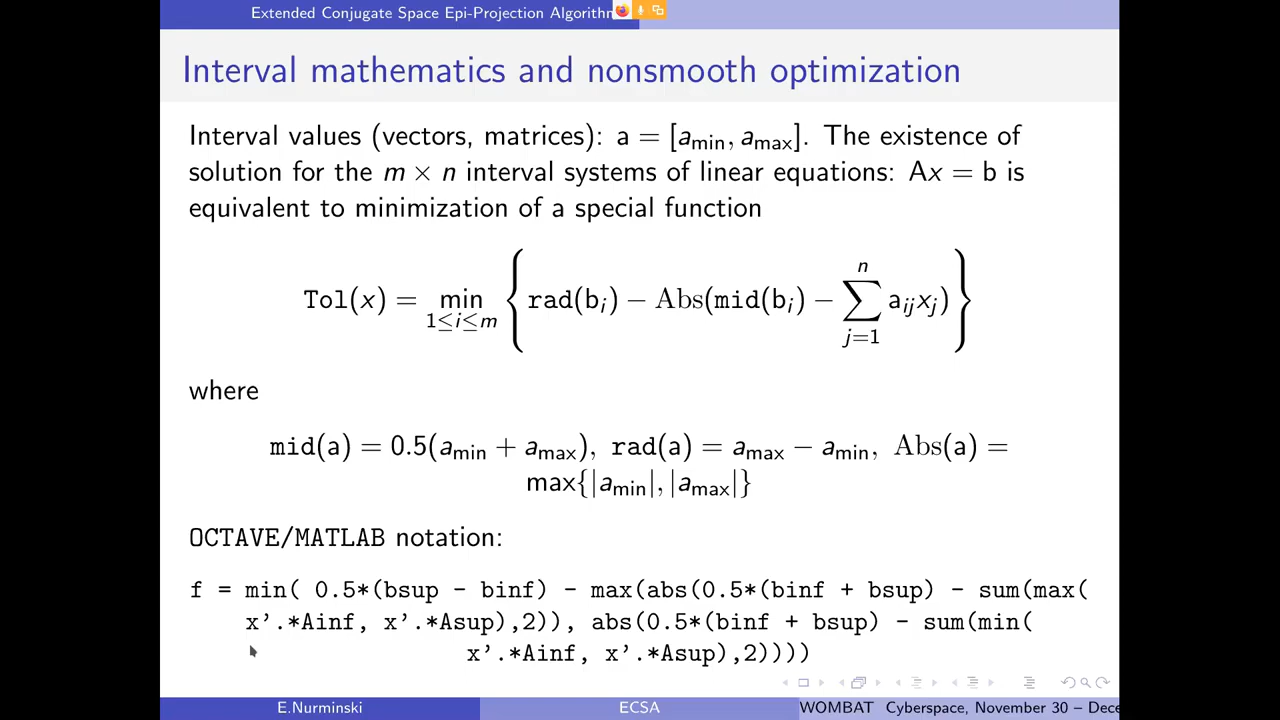 Extended Conjugate Space Epi-Projection Algorithm
Interval mathematics and nonsmooth optimization
Interval values (vectors, matrices): a = [a_min, a_max]. The existence of
solution for the m × n interval systems of linear equations: Ax = b is
equivalent to minimization of a special function
Tol(x) = min_{1≤i≤m} { rad(b_i) − Abs(mid(b_i) − ∑_{j=1}^{n} a_{ij}x_j) }
where
mid(a) = 0.5(a_min + a_max), rad(a) = a_max − a_min, Abs(a) =
max{|a_min|, |a_max|}
OCTAVE/MATLAB notation:
f = min( 0.5*(bsup - binf) - max(abs(0.5*(binf + bsup) - sum(max(
x'.*Ainf, x'.*Asup),2)), abs(0.5*(binf + bsup) - sum(min(
x'.*Ainf, x'.*Asup),2))))
E.Nurminski ECSA WOMBAT Cyberspace, November 30 – Dece